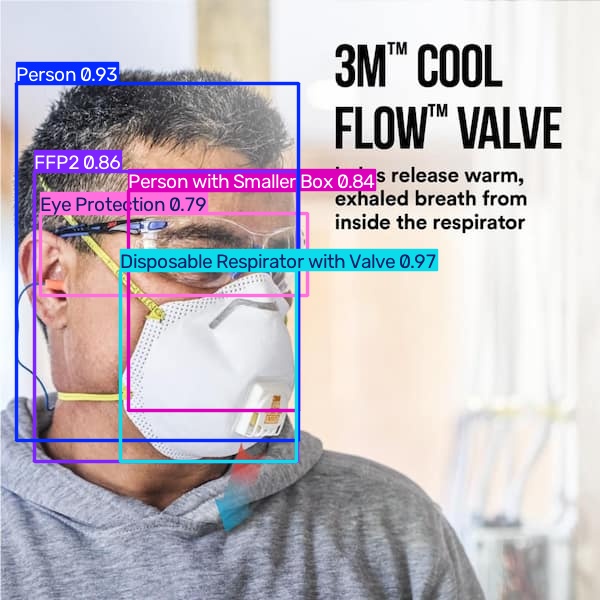 3M™ COOL
FLOW™ VALVE
release warm,
exhaled breath from
inside the respirator
Person 0.93
FFP2 0.86
Person with Smaller Box 0.84
Eye Protection 0.79
Disposable Respirator with Valve 0.97